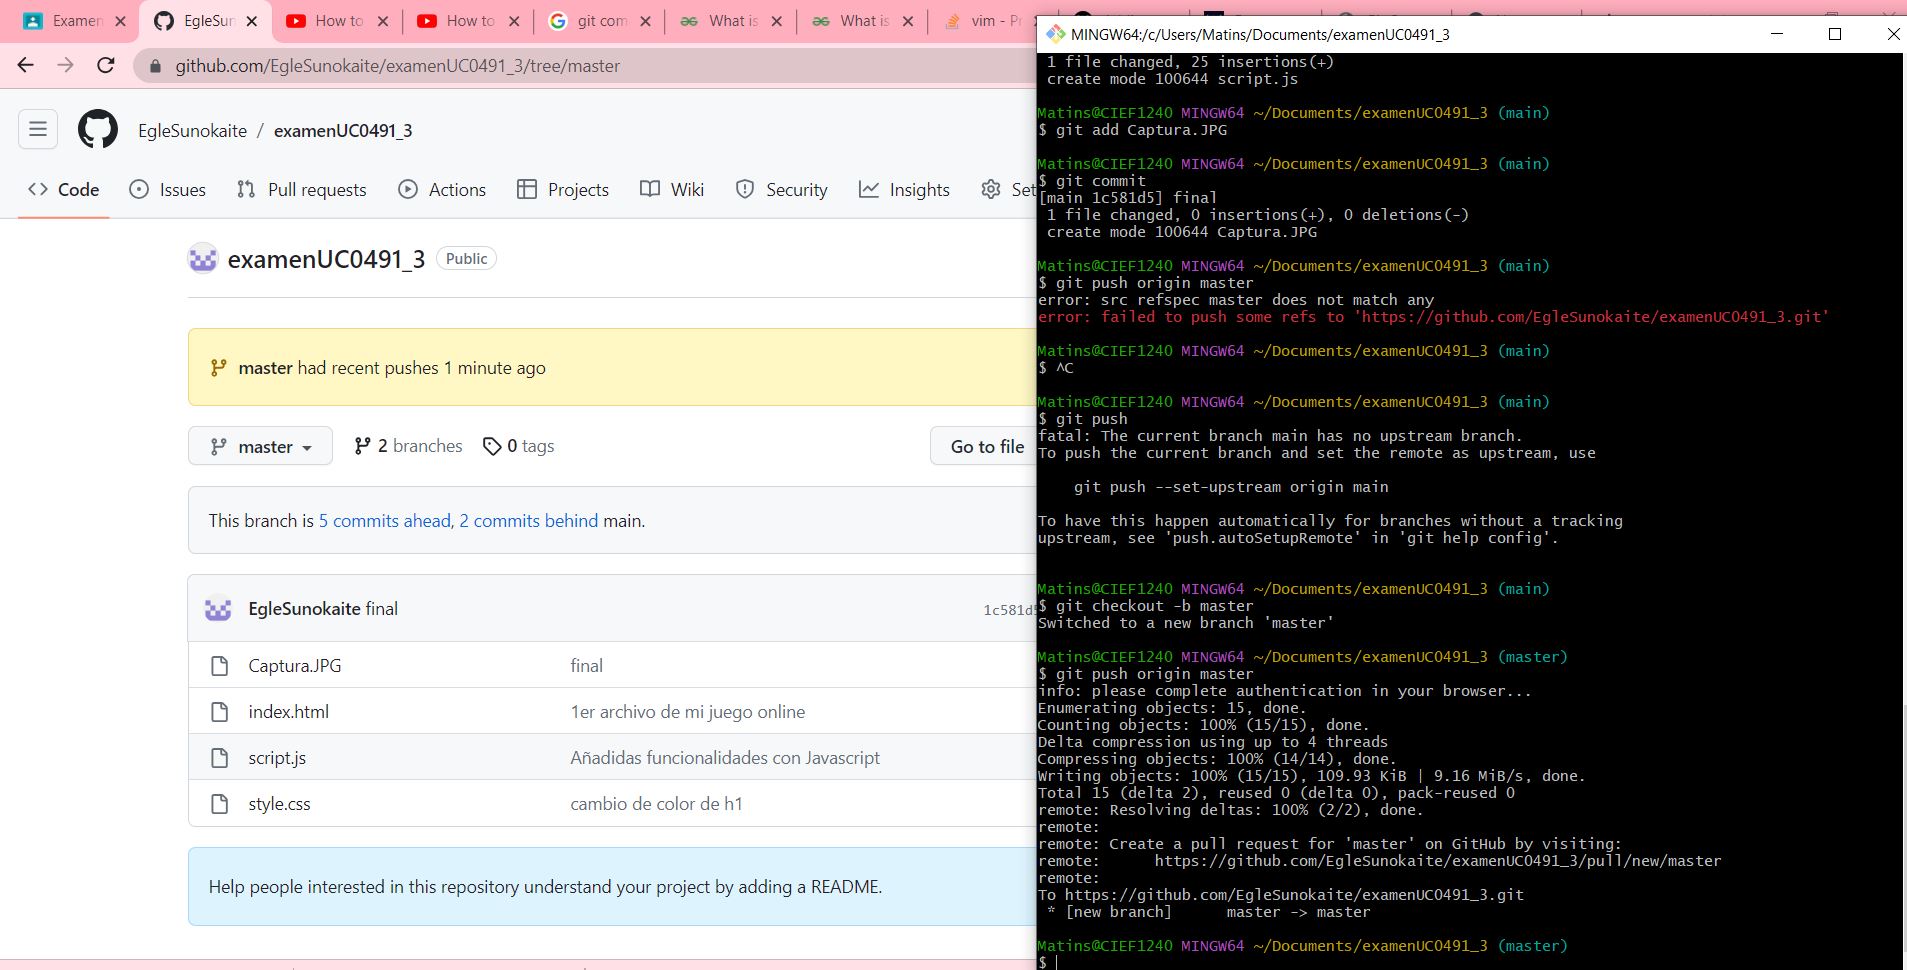 Examen
EgleSun
How to
How to
git com
What is
What is
vim - Pr
github.com/EgleSunokaite/examenUC0491_3/tree/master
EgleSunokaite / examenUC0491_3
Code
Issues
Pull requests
Actions
Projects
Wiki
Security
Insights
Set
examenUC0491_3
Public
master had recent pushes 1 minute ago
master
2 branches
0 tags
Go to file
This branch is 5 commits ahead, 2 commits behind main.
EgleSunokaite final
1c581d5
Captura.JPG
final
index.html
1er archivo de mi juego online
script.js
Añadidas funcionalidades con Javascript
style.css
cambio de color de h1
Help people interested in this repository understand your project by adding a README.
MINGW64:/c/Users/Matins/Documents/examenUC0491_3
1 file changed, 25 insertions(+)
create mode 100644 script.js
Matins@CIEF1240 MINGW64 ~/Documents/examenUC0491_3 (main)
$ git add Captura.JPG
Matins@CIEF1240 MINGW64 ~/Documents/examenUC0491_3 (main)
$ git commit
[main 1c581d5] final
1 file changed, 0 insertions(+), 0 deletions(-)
create mode 100644 Captura.JPG
Matins@CIEF1240 MINGW64 ~/Documents/examenUC0491_3 (main)
$ git push origin master
error: src refspec master does not match any
error: failed to push some refs to 'https://github.com/EgleSunokaite/examenUC0491_3.git'
Matins@CIEF1240 MINGW64 ~/Documents/examenUC0491_3 (main)
$ ^C
Matins@CIEF1240 MINGW64 ~/Documents/examenUC0491_3 (main)
$ git push
fatal: The current branch main has no upstream branch.
To push the current branch and set the remote as upstream, use
git push --set-upstream origin main
To have this happen automatically for branches without a tracking
upstream, see 'push.autoSetupRemote' in 'git help config'.
Matins@CIEF1240 MINGW64 ~/Documents/examenUC0491_3 (main)
$ git checkout -b master
Switched to a new branch 'master'
Matins@CIEF1240 MINGW64 ~/Documents/examenUC0491_3 (master)
$ git push origin master
info: please complete authentication in your browser...
Enumerating objects: 15, done.
Counting objects: 100% (15/15), done.
Delta compression using up to 4 threads
Compressing objects: 100% (14/14), done.
Writing objects: 100% (15/15), 109.93 KiB | 9.16 MiB/s, done.
Total 15 (delta 2), reused 0 (delta 0), pack-reused 0
remote: Resolving deltas: 100% (2/2), done.
remote:
remote: Create a pull request for 'master' on GitHub by visiting:
remote: https://github.com/EgleSunokaite/examenUC0491_3/pull/new/master
remote:
To https://github.com/EgleSunokaite/examenUC0491_3.git
* [new branch] master -> master
Matins@CIEF1240 MINGW64 ~/Documents/examenUC0491_3 (master)
$